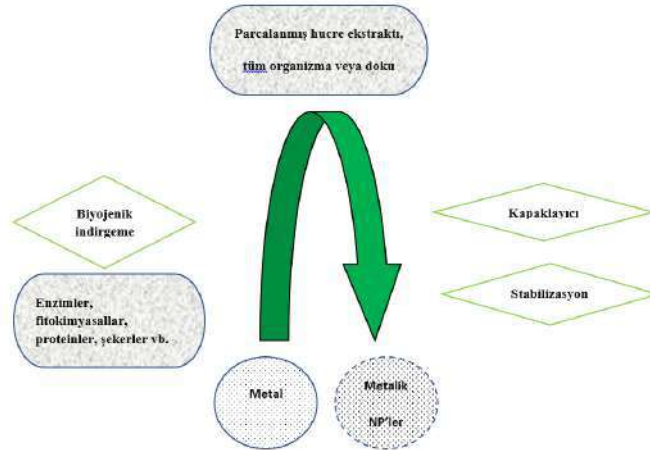 Parcalanmış hucre ekstraktı,
tüm organizma veya doku
Biyojenik
indirgeme
Enzimler,
fitokimyasallar,
proteinler, şekerler vb.
Kapaklayıcı
Stabilizasyon
Metal
Metalik
NP'ler